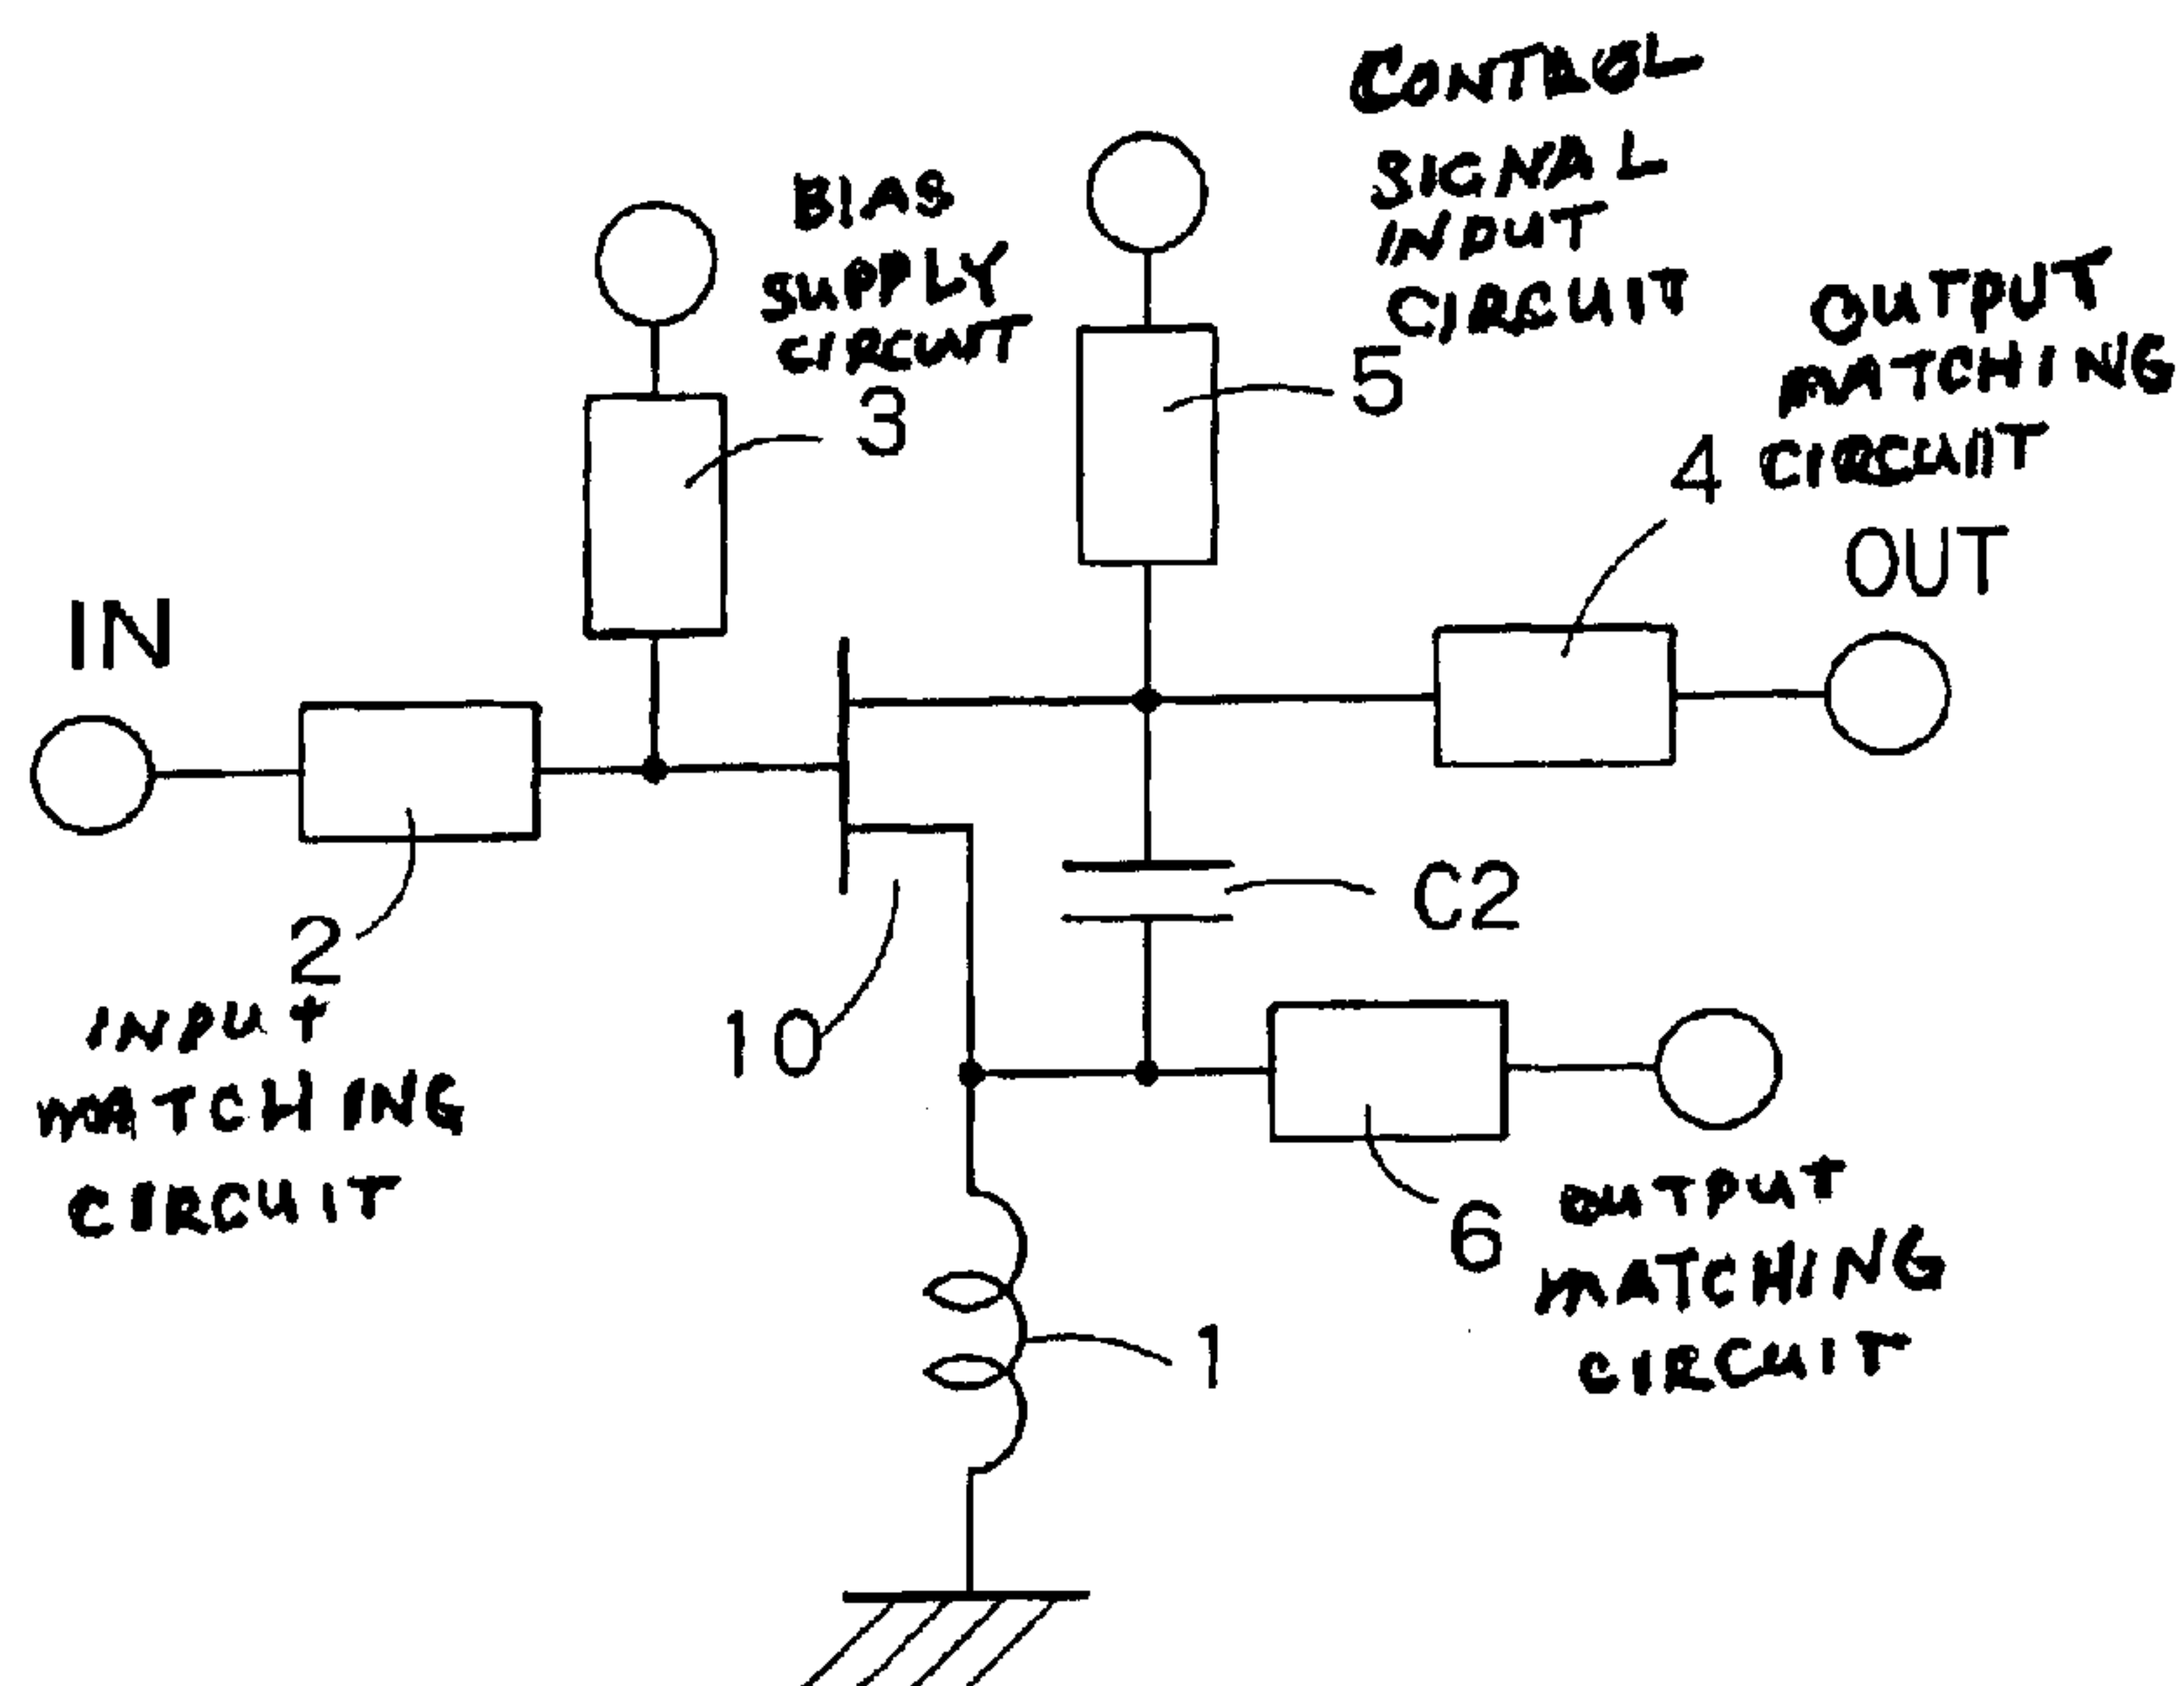 CONTROL
SIGNAL
INPUT
CIRCUIT
5
BIAS
SUPPLY
CIRCUIT
3
OUTPUT
MATCHING
CIRCUIT
4
OUT
IN
C2
2
INPUT
MATCHING
CIRCUIT
10
6
OUTPUT
MATCHING
CIRCUIT
1